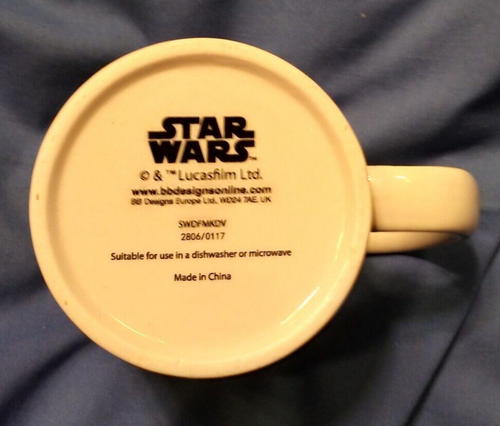 STAR
WARS™
© & ™ Lucasfilm Ltd.
www.bbdesignsonline.com
BB Designs Europe Ltd, WD24 7AE. UK
SWDFMKDV
2806/0117
Suitable for use in a dishwasher or microwave
Made in China